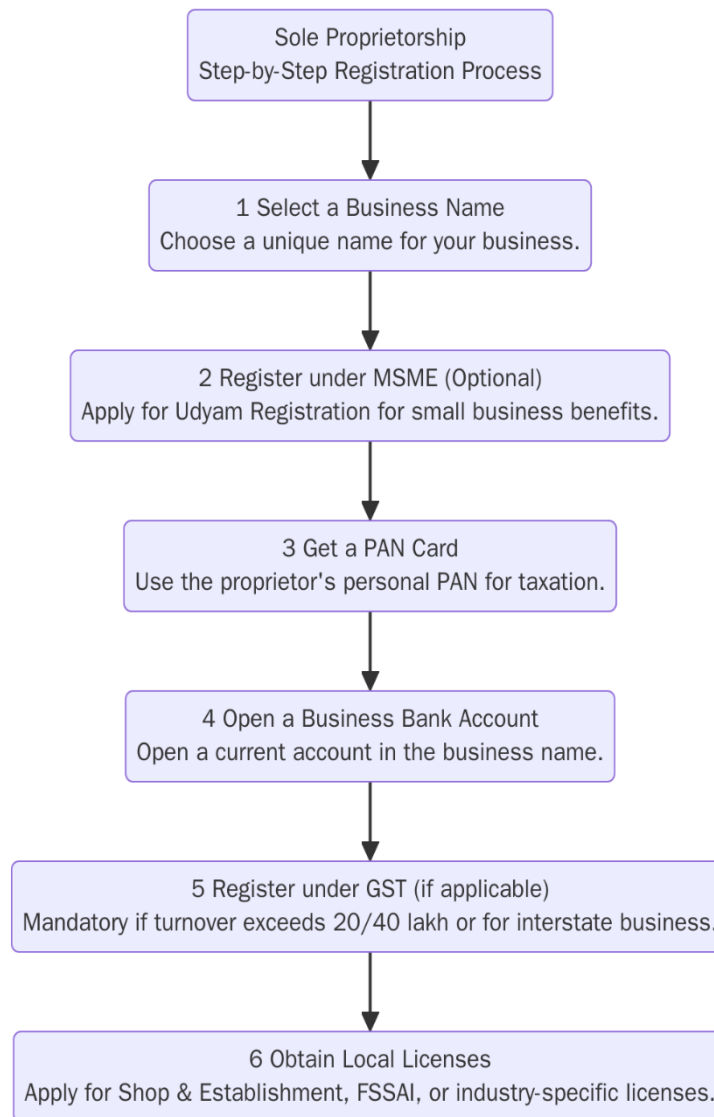 Sole Proprietorship
Step-by-Step Registration Process
1 Select a Business Name
Choose a unique name for your business.
2 Register under MSME (Optional)
Apply for Udyam Registration for small business benefits.
3 Get a PAN Card
Use the proprietor's personal PAN for taxation.
4 Open a Business Bank Account
Open a current account in the business name.
5 Register under GST (if applicable)
Mandatory if turnover exceeds 20/40 lakh or for interstate business.
6 Obtain Local Licenses
Apply for Shop & Establishment, FSSAI, or industry-specific licenses.